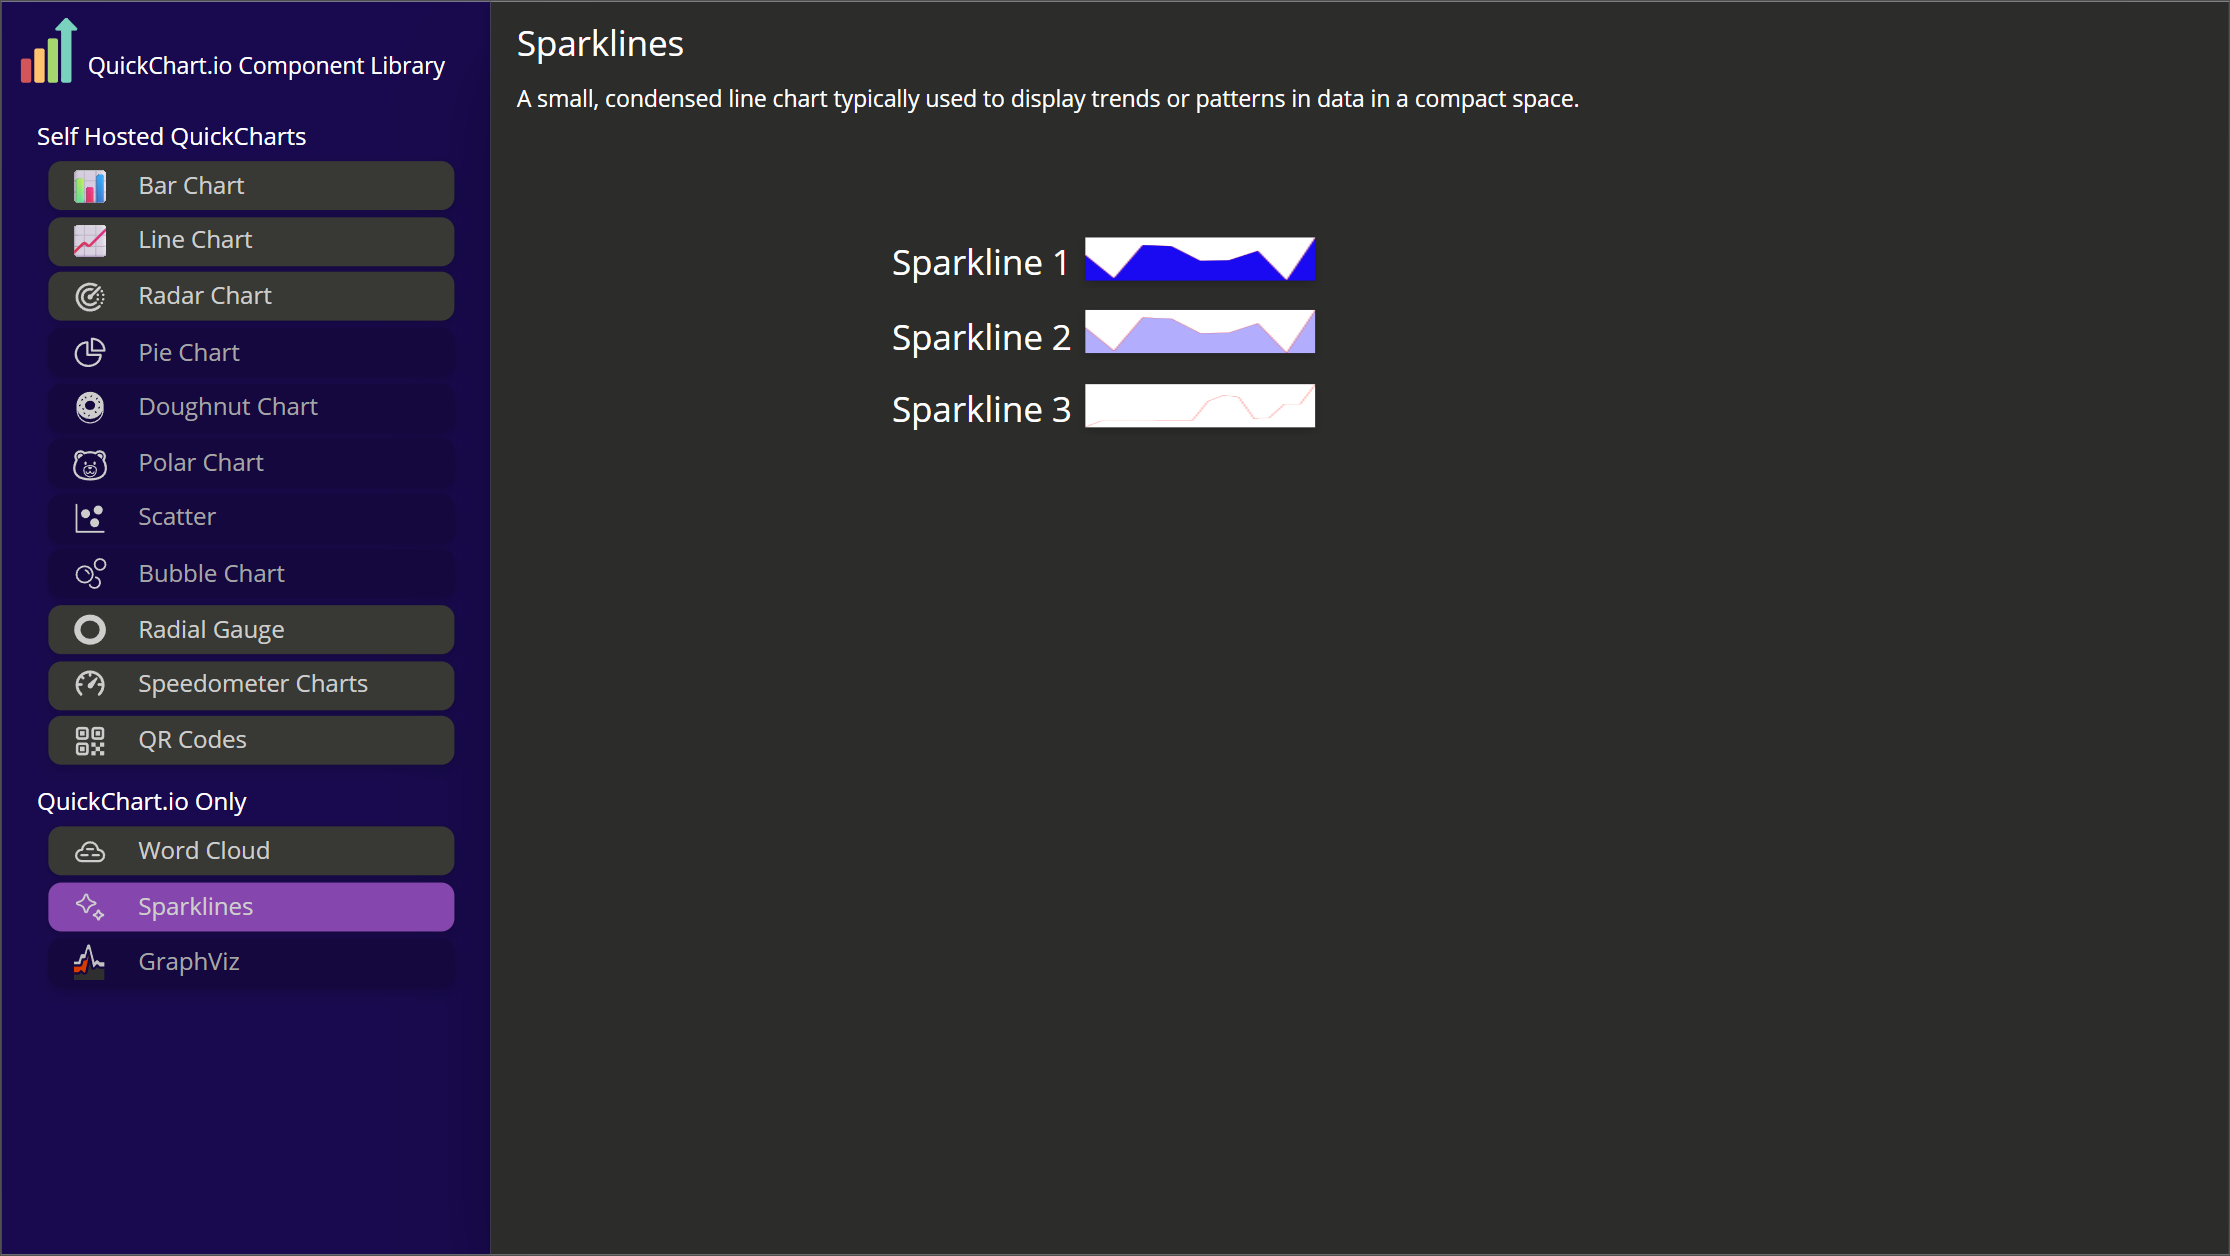 QuickChart.io Component Library
Self Hosted QuickCharts
Bar Chart
Line Chart
Radar Chart
Pie Chart
Doughnut Chart
Polar Chart
Scatter
Bubble Chart
Radial Gauge
Speedometer Charts
QR Codes
QuickChart.io Only
Word Cloud
Sparklines
GraphViz
Sparklines
A small, condensed line chart typically used to display trends or patterns in data in a compact space.
Sparkline 1
Sparkline 2
Sparkline 3